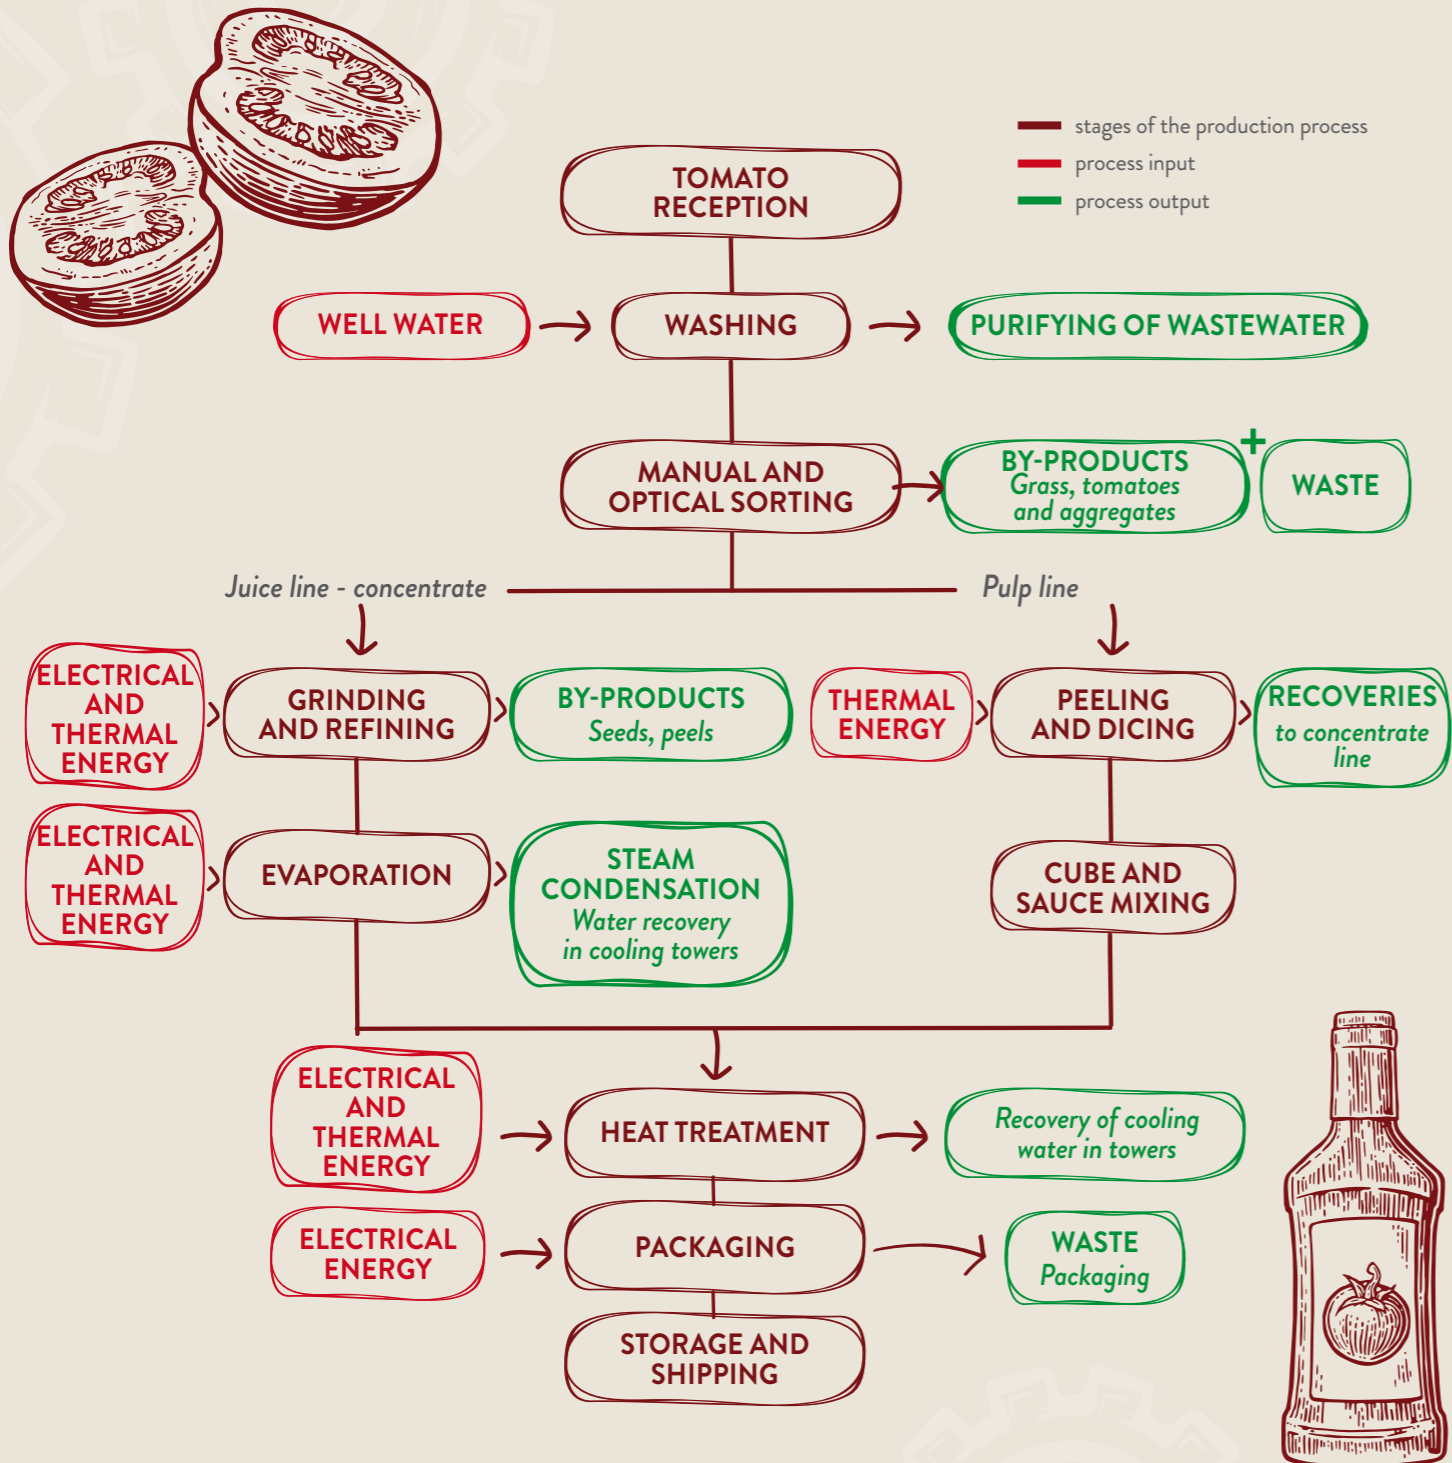 stages of the production process
process input
process output
TOMATO
RECEPTION
WELL WATER
WASHING
PURIFYING OF WASTEWATER
MANUAL AND
OPTICAL SORTING
BY-PRODUCTS
Grass, tomatoes
and aggregates
+
WASTE
Juice line - concentrate
Pulp line
ELECTRICAL
AND
THERMAL
ENERGY
GRINDING
AND REFINING
BY-PRODUCTS
Seeds, peels
THERMAL
ENERGY
PEELING
AND DICING
RECOVERIES
to concentrate
line
ELECTRICAL
AND
THERMAL
ENERGY
EVAPORATION
STEAM
CONDENSATION
Water recovery
in cooling towers
CUBE AND
SAUCE MIXING
ELECTRICAL
AND
THERMAL
ENERGY
HEAT TREATMENT
Recovery of cooling
water in towers
ELECTRICAL
ENERGY
PACKAGING
WASTE
Packaging
STORAGE AND
SHIPPING